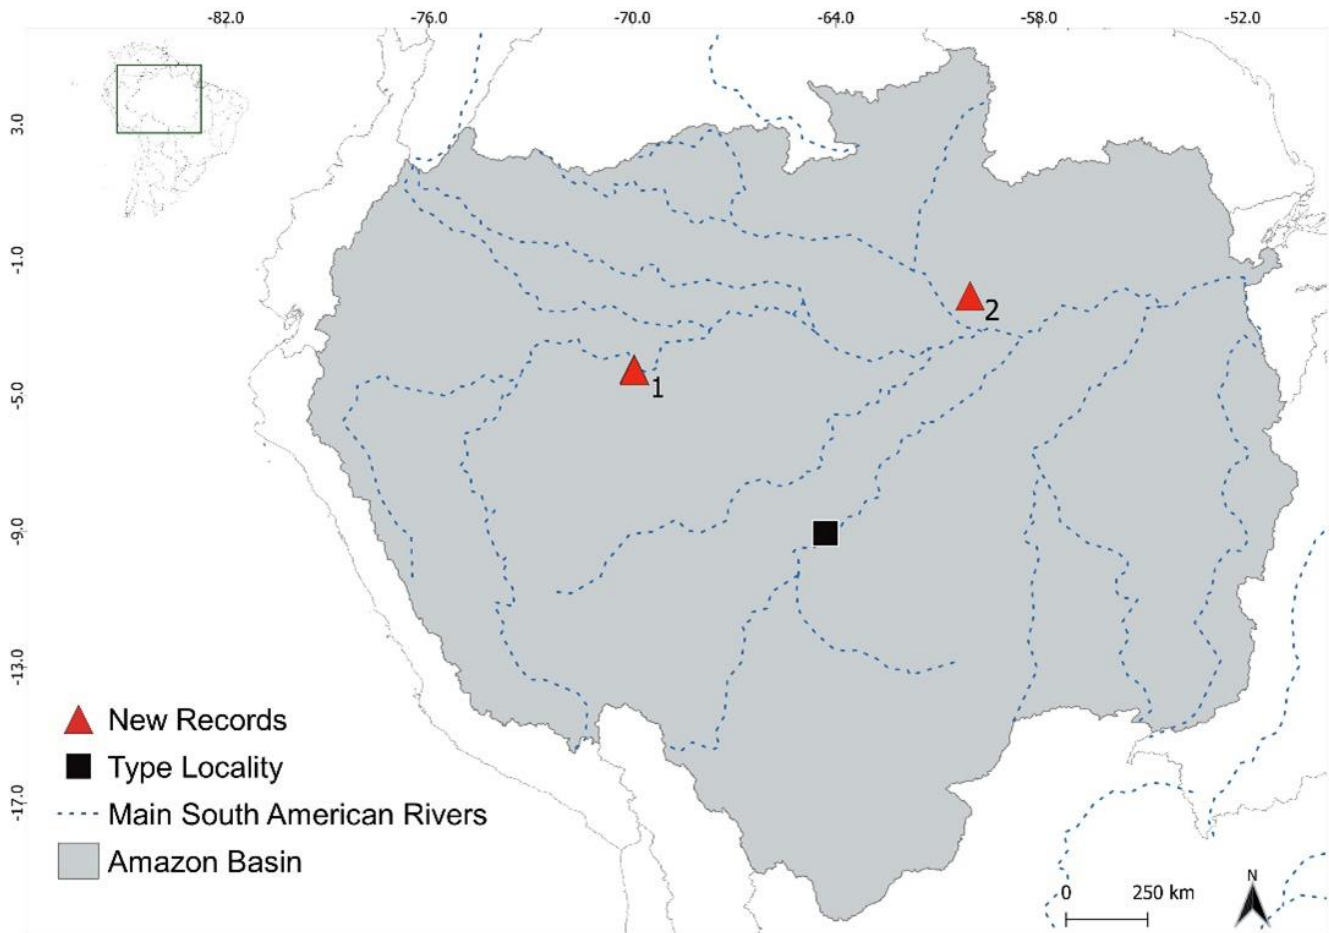 -82.0 -76.0 -70.0 -64.0 -58.0 -52.0
3.0
-1.0
-5.0
-9.0
-13.0
-17.0
2
1
New Records
Type Locality
Main South American Rivers
Amazon Basin
0 250 km
N